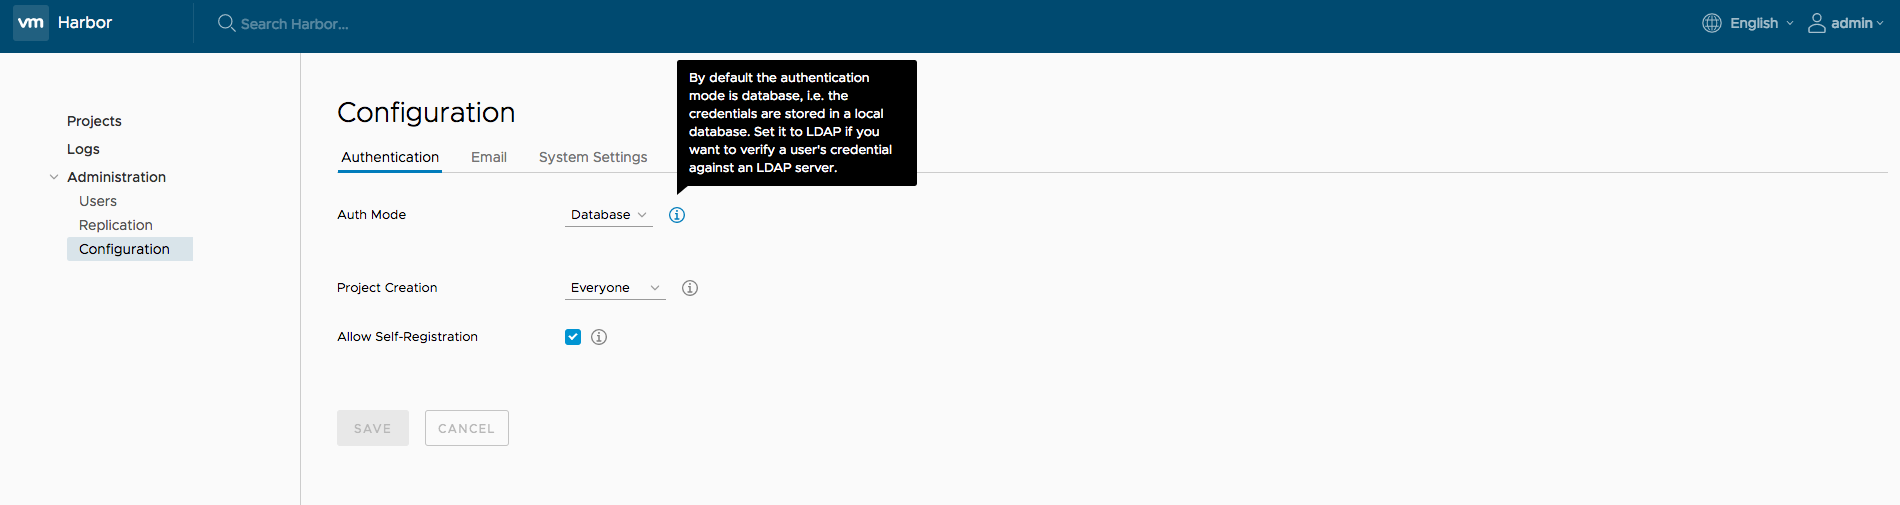 vm Harbor Search Harbor... English admin
Projects
Logs
Administration
Users
Replication
Configuration
Configuration
Authentication Email System Settings
By default the authentication
mode is database, i.e. the
credentials are stored in a local
database. Set it to LDAP if you
want to verify a user's credential
against an LDAP server.
Auth Mode Database
Project Creation Everyone
Allow Self-Registration
SAVE CANCEL